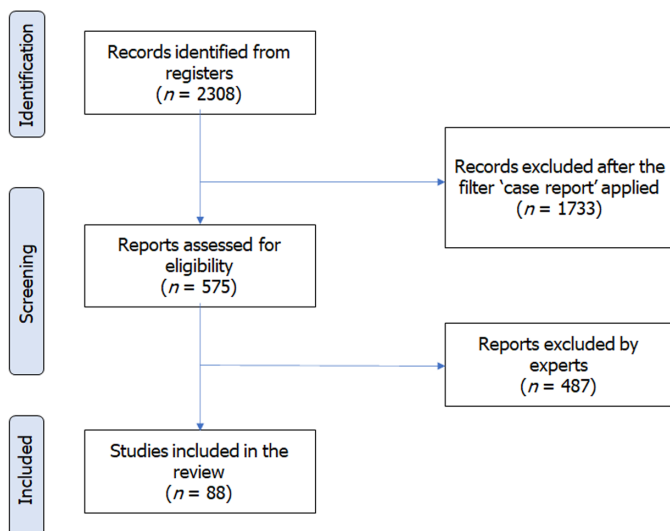 Identification
Records identified from
registers
(n = 2308)
Records excluded after the
filter ‘case report’ applied
(n = 1733)
Screening
Reports assessed for
eligibility
(n = 575)
Reports excluded by
experts
(n = 487)
Included
Studies included in the
review
(n = 88)